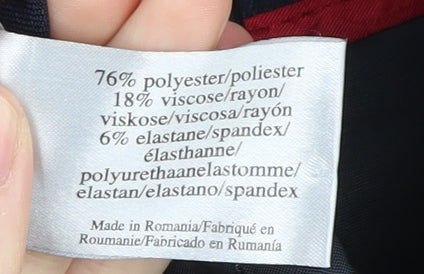 76% polyester/poliester
18% viscose/rayon/
viskose/viscosa/rayón
6% elastane/spandex/
élasthanne/
polyurethaanelastomme/
elastan/elastano/spandex
Made in Romania/Fabriqué en
Roumanie/Fabricado en Rumanía